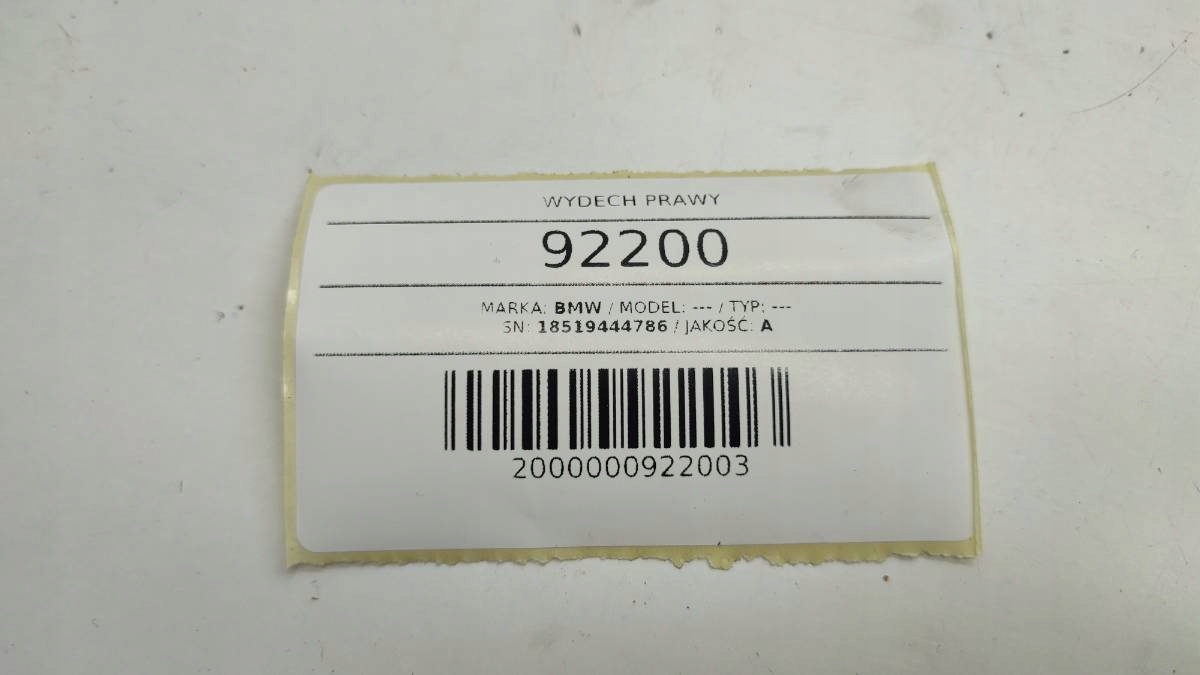 WYDECH PRAWY
92200
MARKA: BMW / MODEL: --- / TYP: ---
SN: 18519444786 / JAKOŚĆ: A
2000000922003